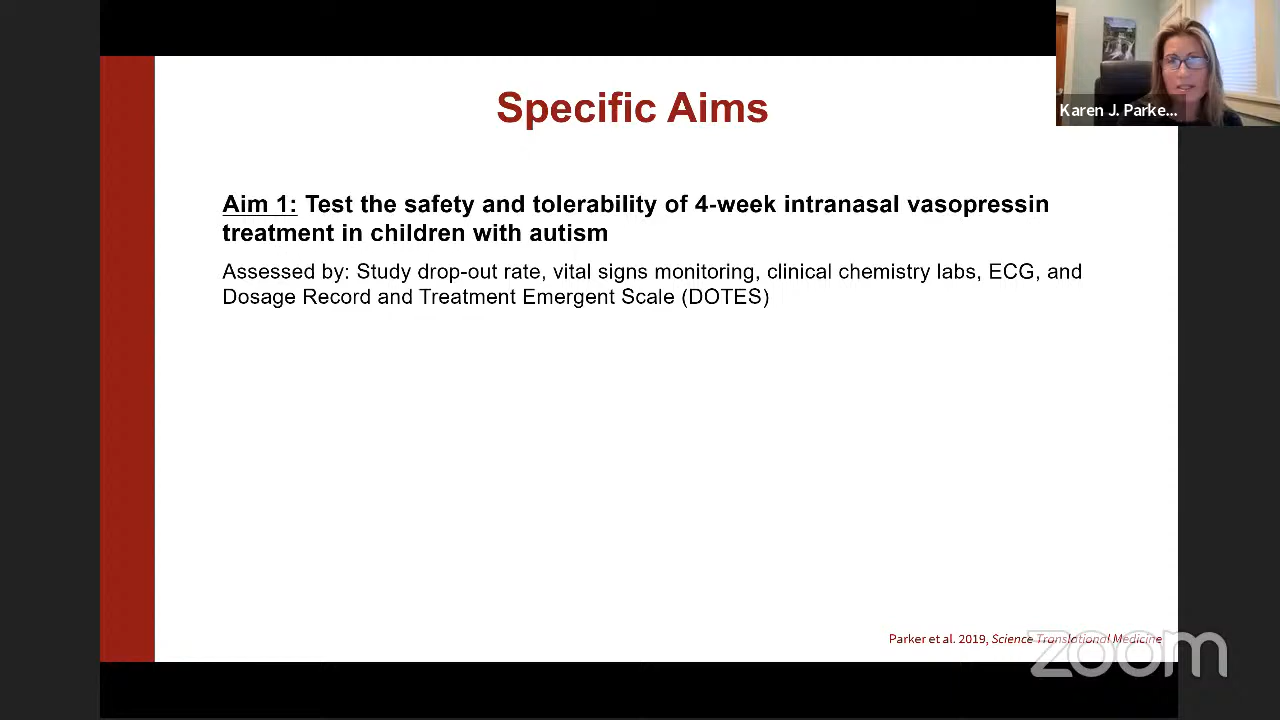 Specific Aims
Karen J. Parke...
Aim 1: Test the safety and tolerability of 4-week intranasal vasopressin
treatment in children with autism
Assessed by: Study drop-out rate, vital signs monitoring, clinical chemistry labs, ECG, and
Dosage Record and Treatment Emergent Scale (DOTES)
Parker et al. 2019, Science Translational Medicine
zoom